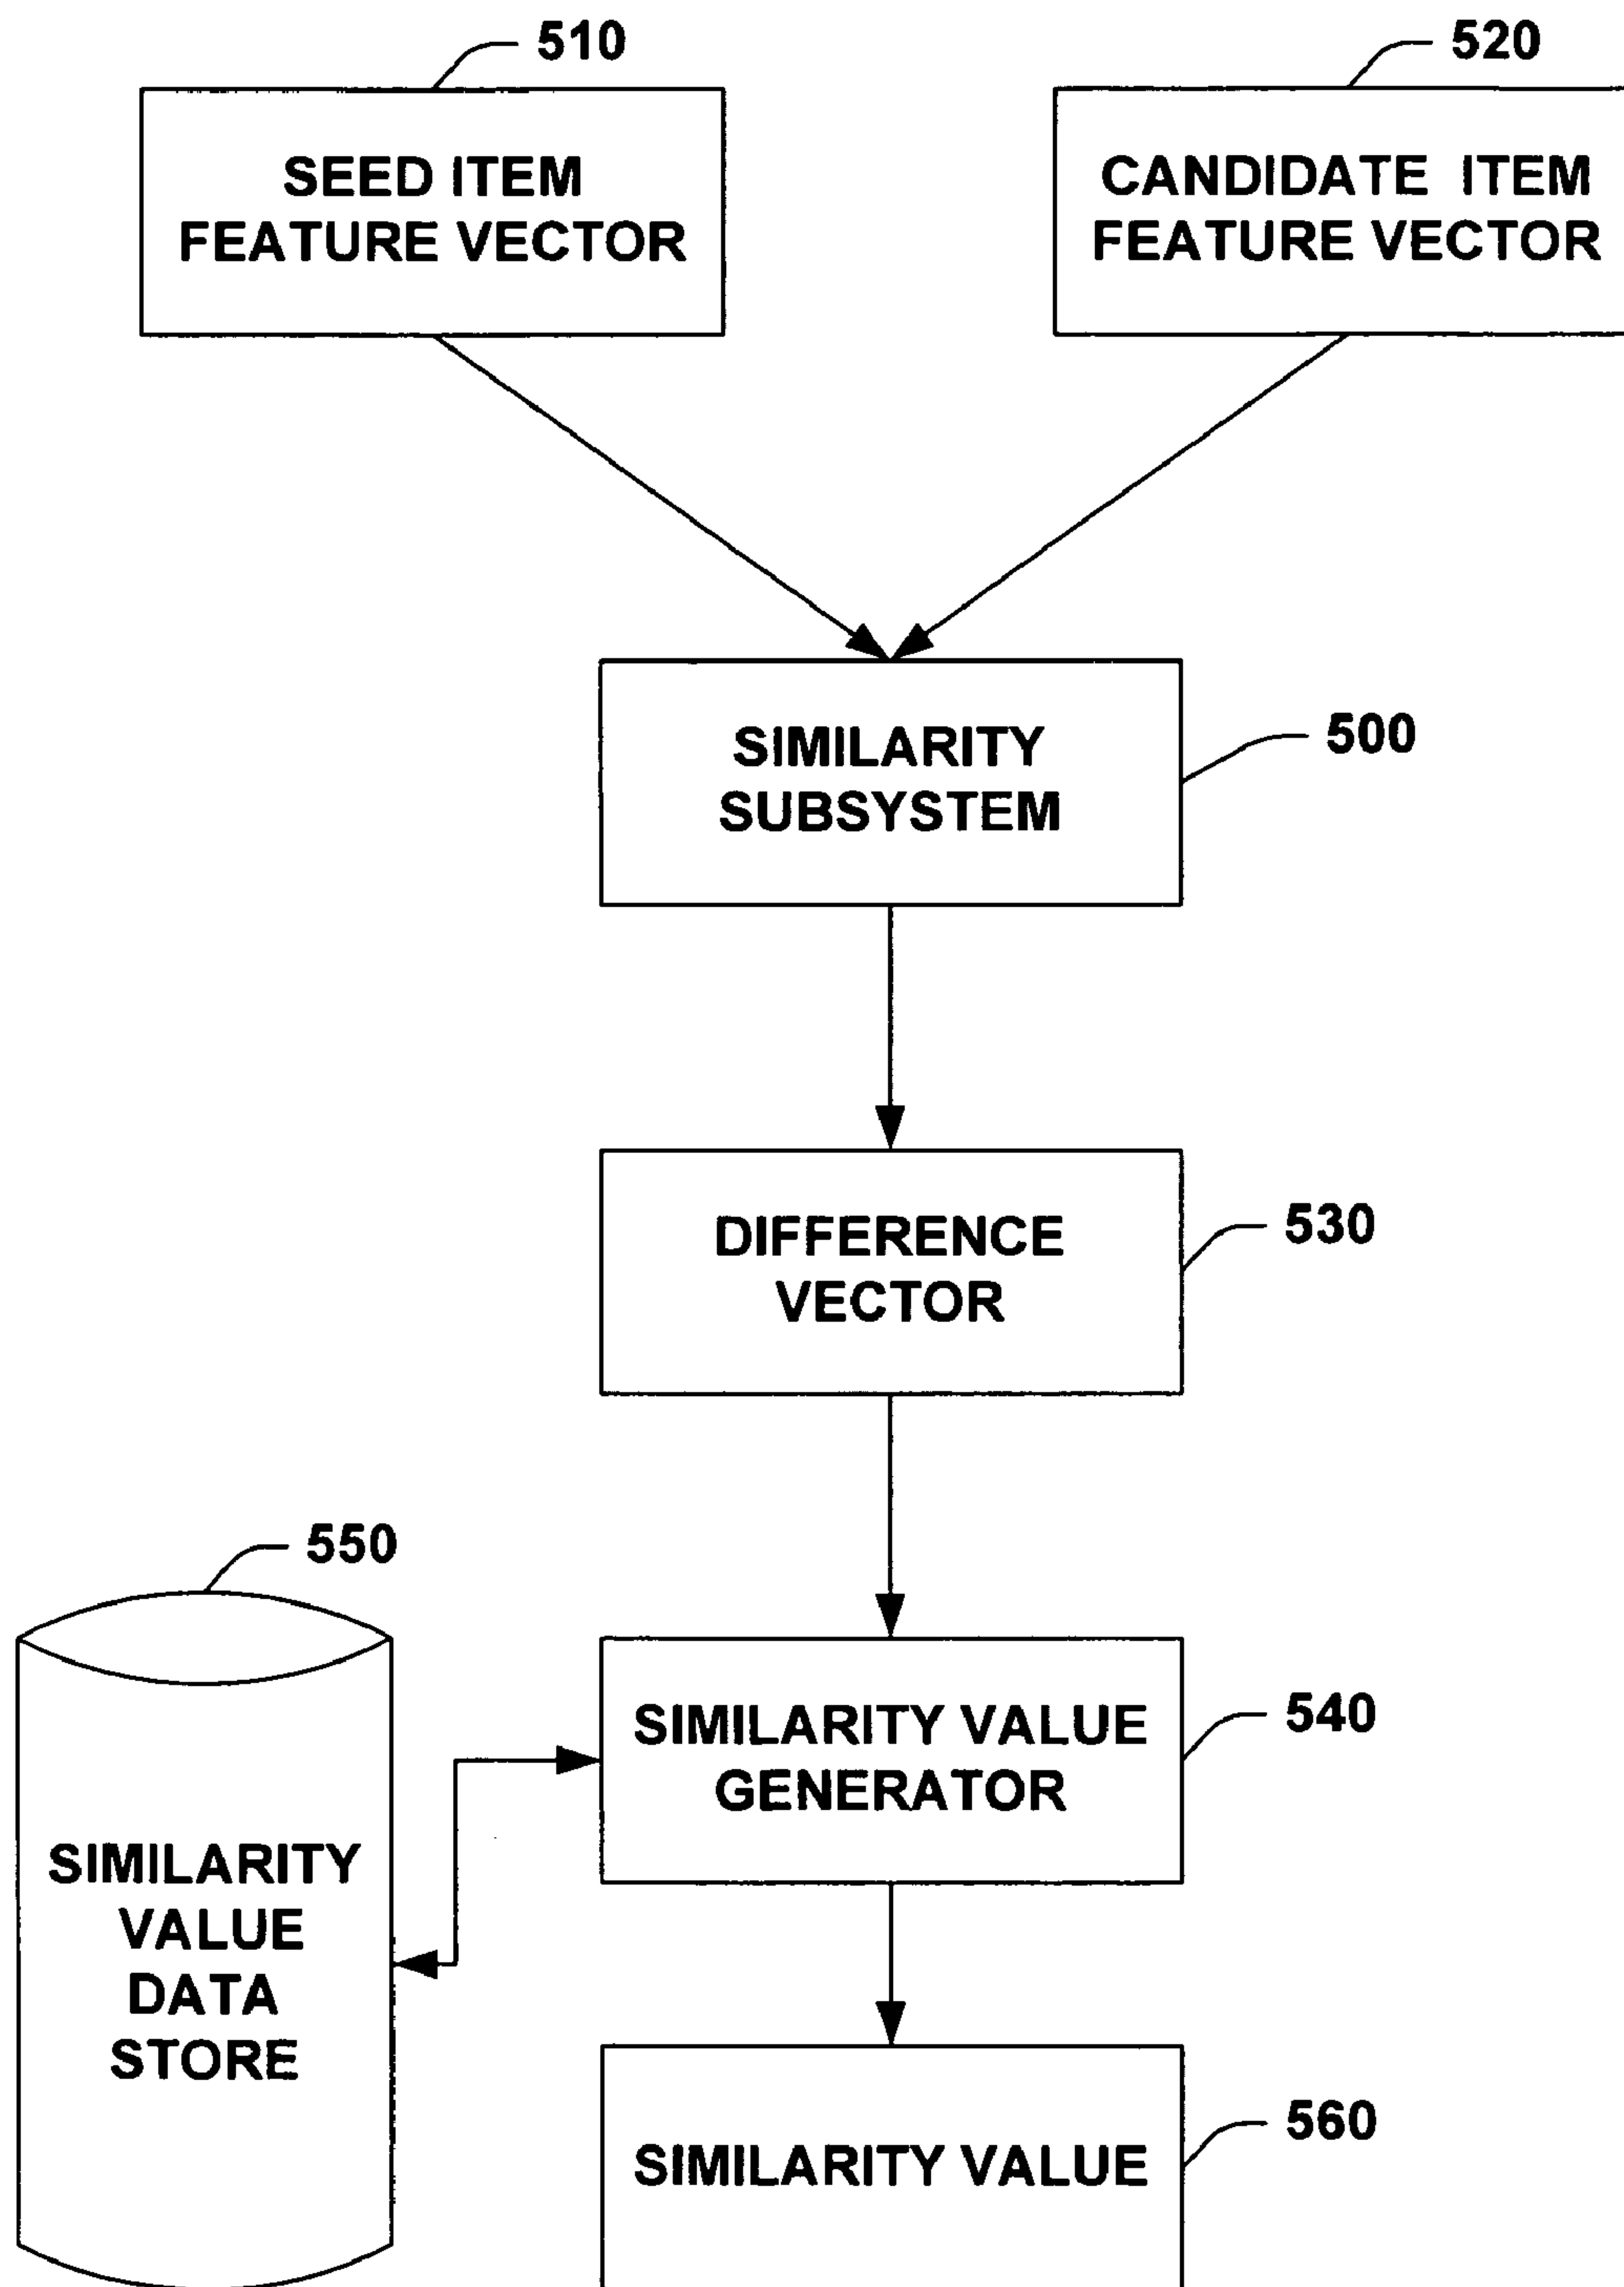 510
520
SEED ITEM
FEATURE VECTOR
CANDIDATE ITEM
FEATURE VECTOR
SIMILARITY
SUBSYSTEM
500
DIFFERENCE
VECTOR
530
550
SIMILARITY VALUE
GENERATOR
540
SIMILARITY
VALUE
DATA
STORE
SIMILARITY VALUE
560